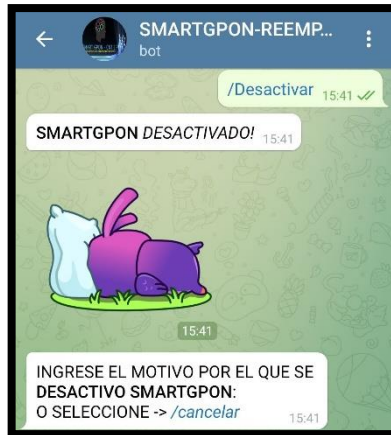 SMARTGPON-REEMP...
bot
/Desactivar 15:41
SMARTGPON DESACTIVADO! 15:41
15:41
INGRESE EL MOTIVO POR EL QUE SE
DESACTIVO SMARTGPON:
O SELECCIONE -> /cancelar 15:41